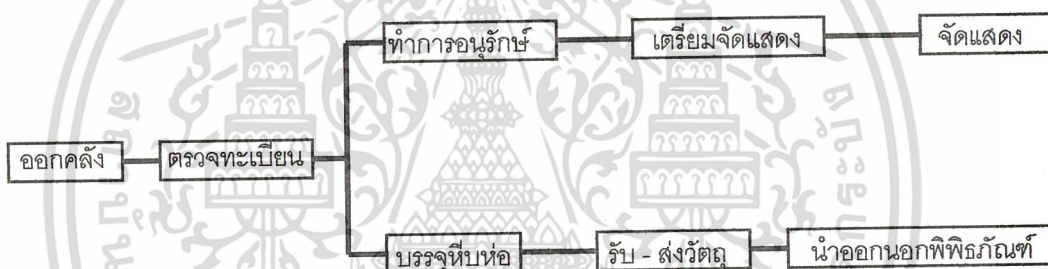 ทำการอนุรักษ์ เตรียมจัดแสดง จัดแสดง
ออกคลัง ตรวจทะเบียน
บรรจุหีบห่อ รับ - ส่งวัตถุ นำออกนอกพิพิธภัณฑ์